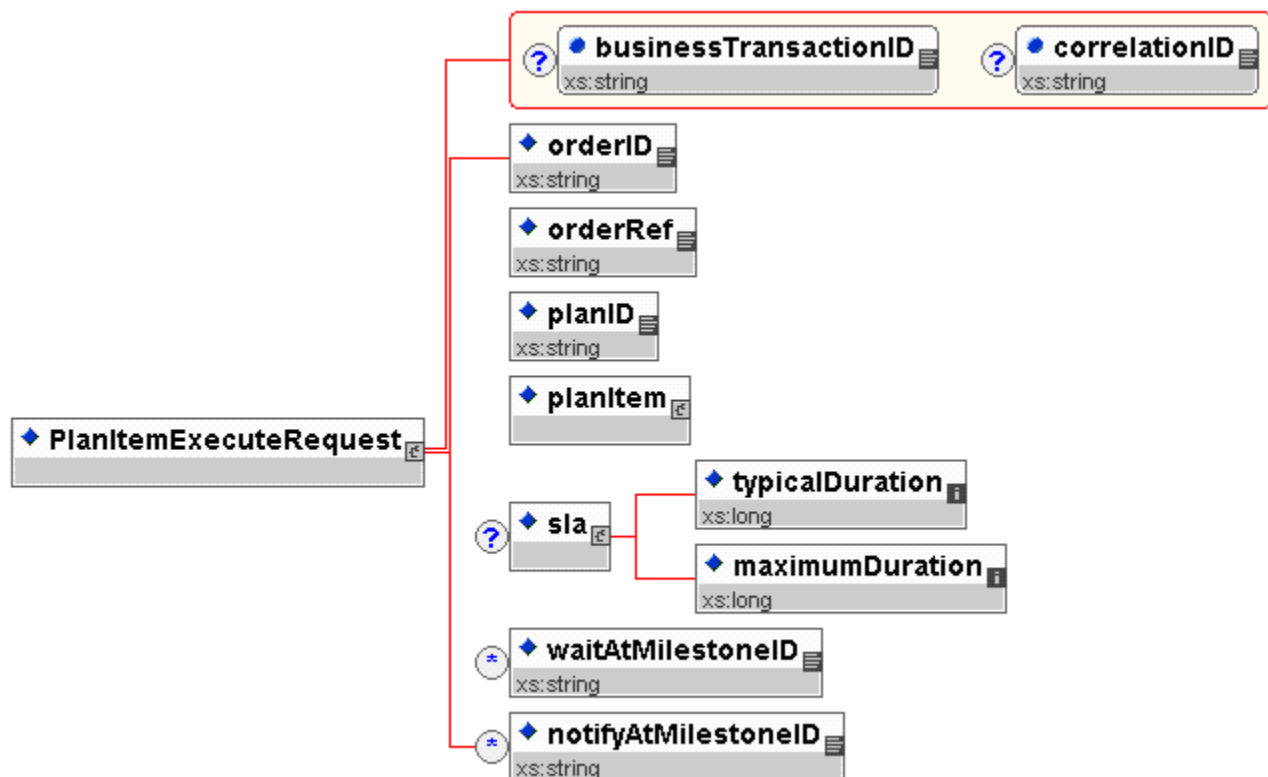 ? businessTransactionID ? correlationID
xs:string xs:string
orderID
xs:string
orderRef
xs:string
planID
xs:string
planItem
PlanItemExecuteRequest
typicalDuration
xs:long
? sla
maximumDuration
xs:long
* waitAtMilestoneID
xs:string
* notifyAtMilestoneID
xs:string